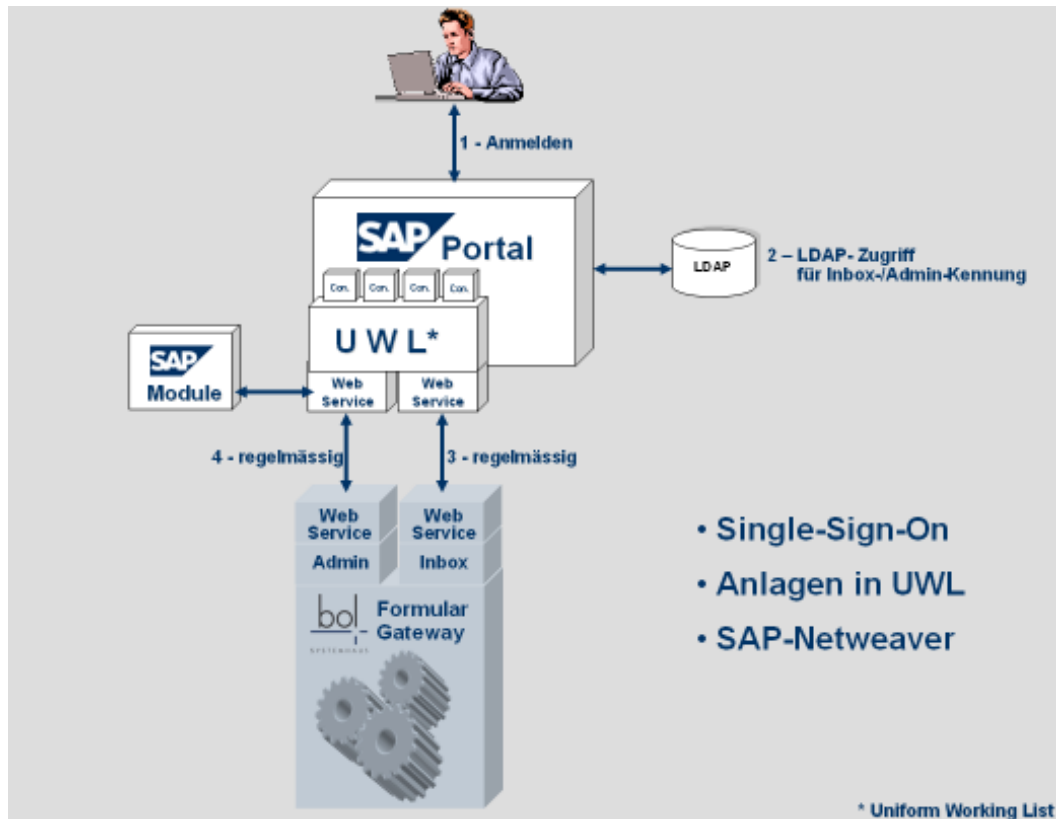 1 - Anmelden
SAP Portal
LDAP
2 – LDAP- Zugriff
für Inbox-/Admin-Kennung
Con. Con. Con. Con.
U W L*
SAP
Module
Web
Service
Web
Service
4 - regelmässig
3 - regelmässig
Web
Service
Admin
Web
Service
Inbox
bol
SYSTEMHAUS
Formular
Gateway
• Single-Sign-On
• Anlagen in UWL
• SAP-Netweaver
* Uniform Working List